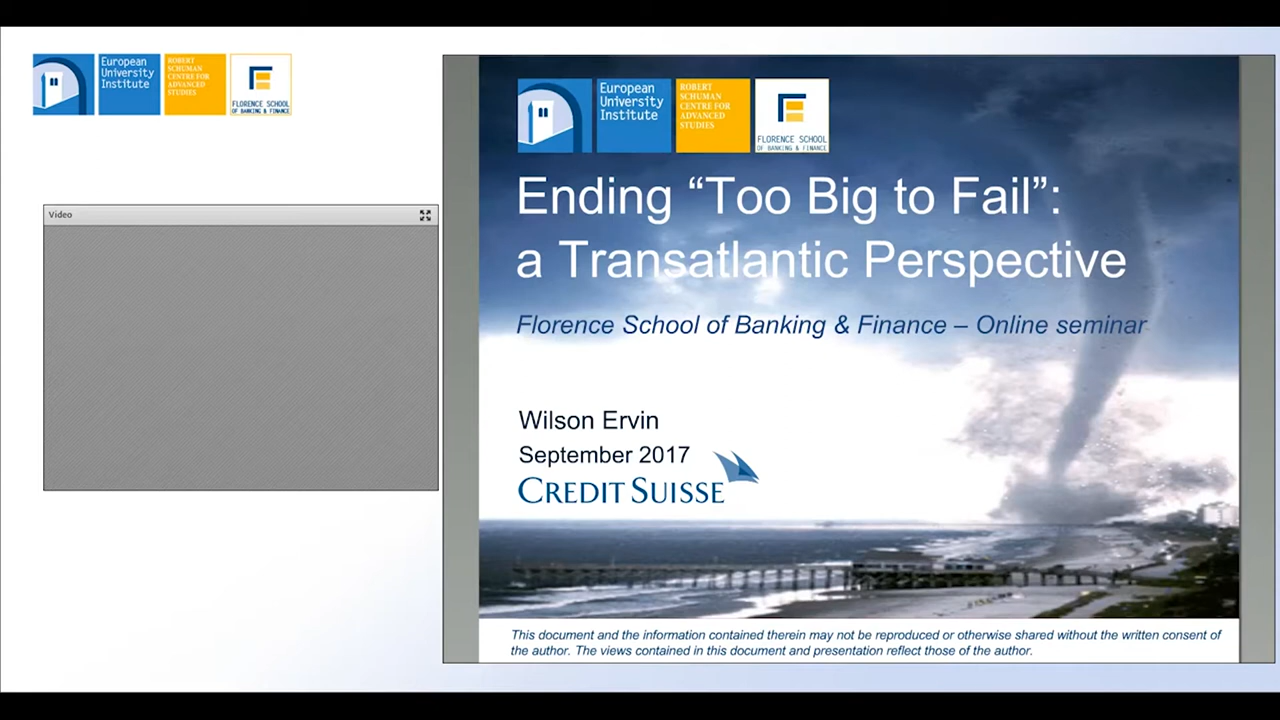 European
University
Institute
ROBERT
SCHUMAN
CENTRE FOR
ADVANCED
STUDIES
FLORENCE SCHOOL
OF BANKING & FINANCE
Video
European
University
Institute
ROBERT
SCHUMAN
CENTRE FOR
ADVANCED
STUDIES
FLORENCE SCHOOL
OF BANKING & FINANCE
Ending “Too Big to Fail”:
a Transatlantic Perspective
Florence School of Banking & Finance – Online seminar
Wilson Ervin
September 2017
CREDIT SUISSE
This document and the information contained therein may not be reproduced or otherwise shared without the written consent of
the author. The views contained in this document and presentation reflect those of the author.